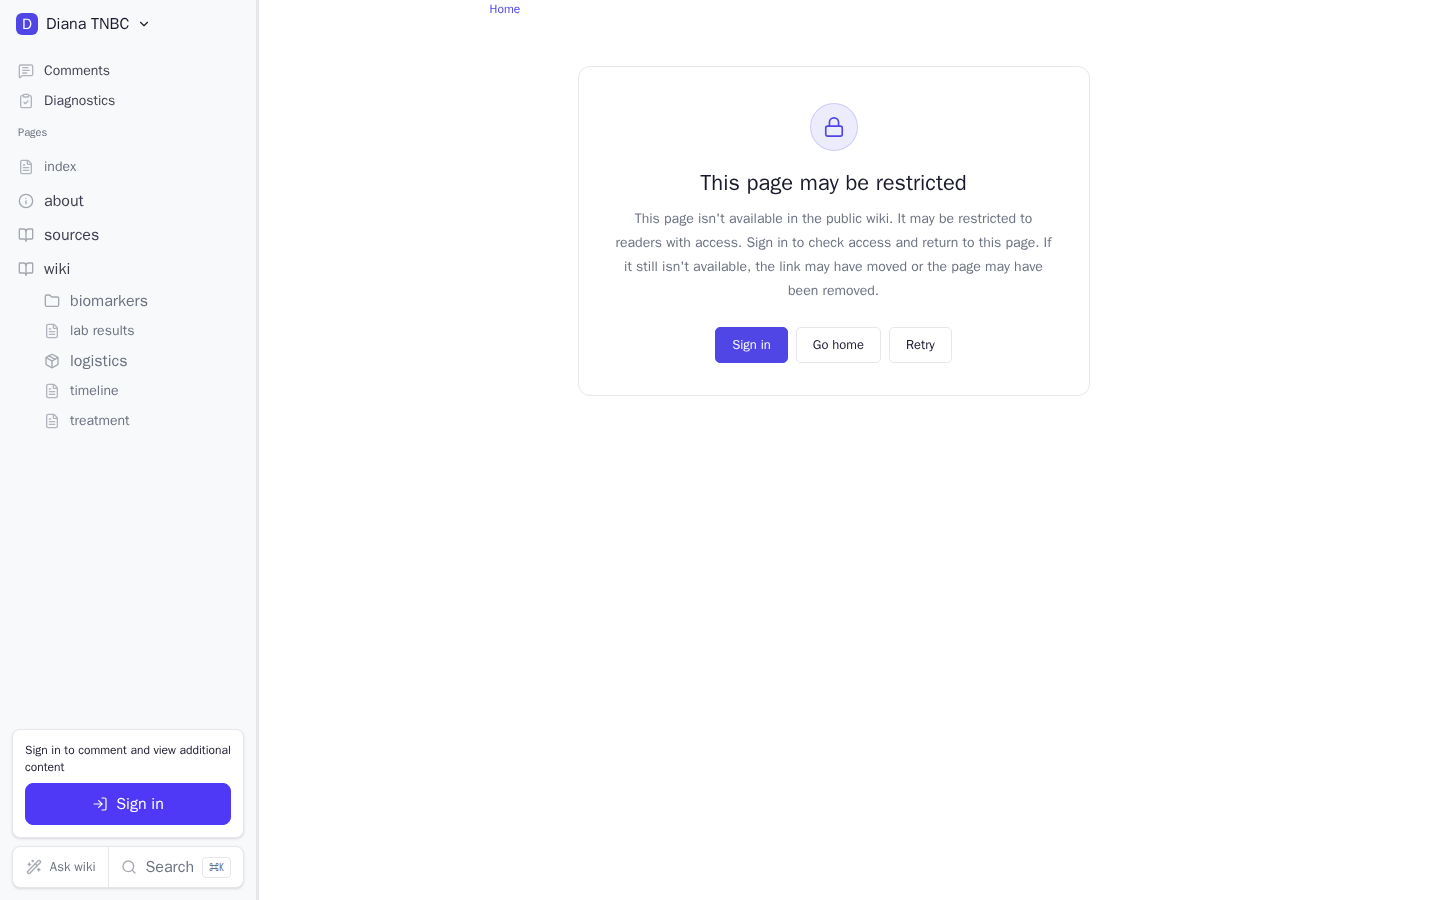 D Diana TNBC
Comments
Diagnostics
Pages
index
about
sources
wiki
biomarkers
lab results
logistics
timeline
treatment
Sign in to comment and view additional
content
Sign in
Ask wiki
Search ⌘K
Home
This page may be restricted
This page isn't available in the public wiki. It may be restricted to
readers with access. Sign in to check access and return to this page. If
it still isn't available, the link may have moved or the page may have
been removed.
Sign in
Go home
Retry